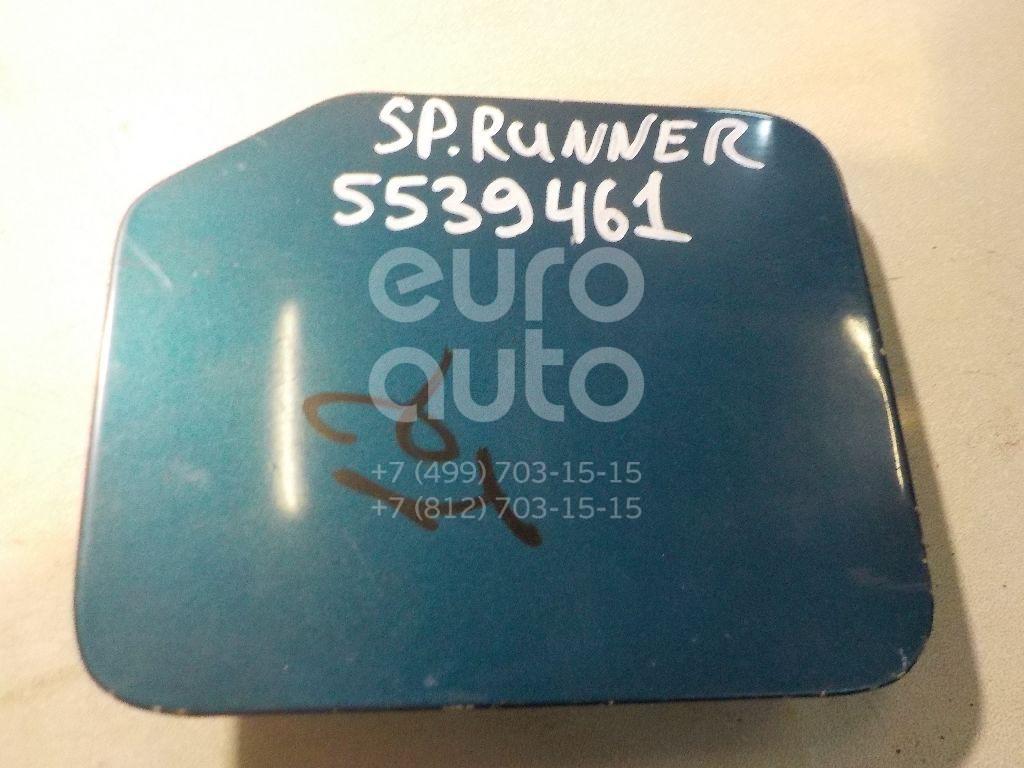 SP.RUNNER
5539461
euro
auto
+7 (499) 703-15-15
+7 (812) 703-15-15